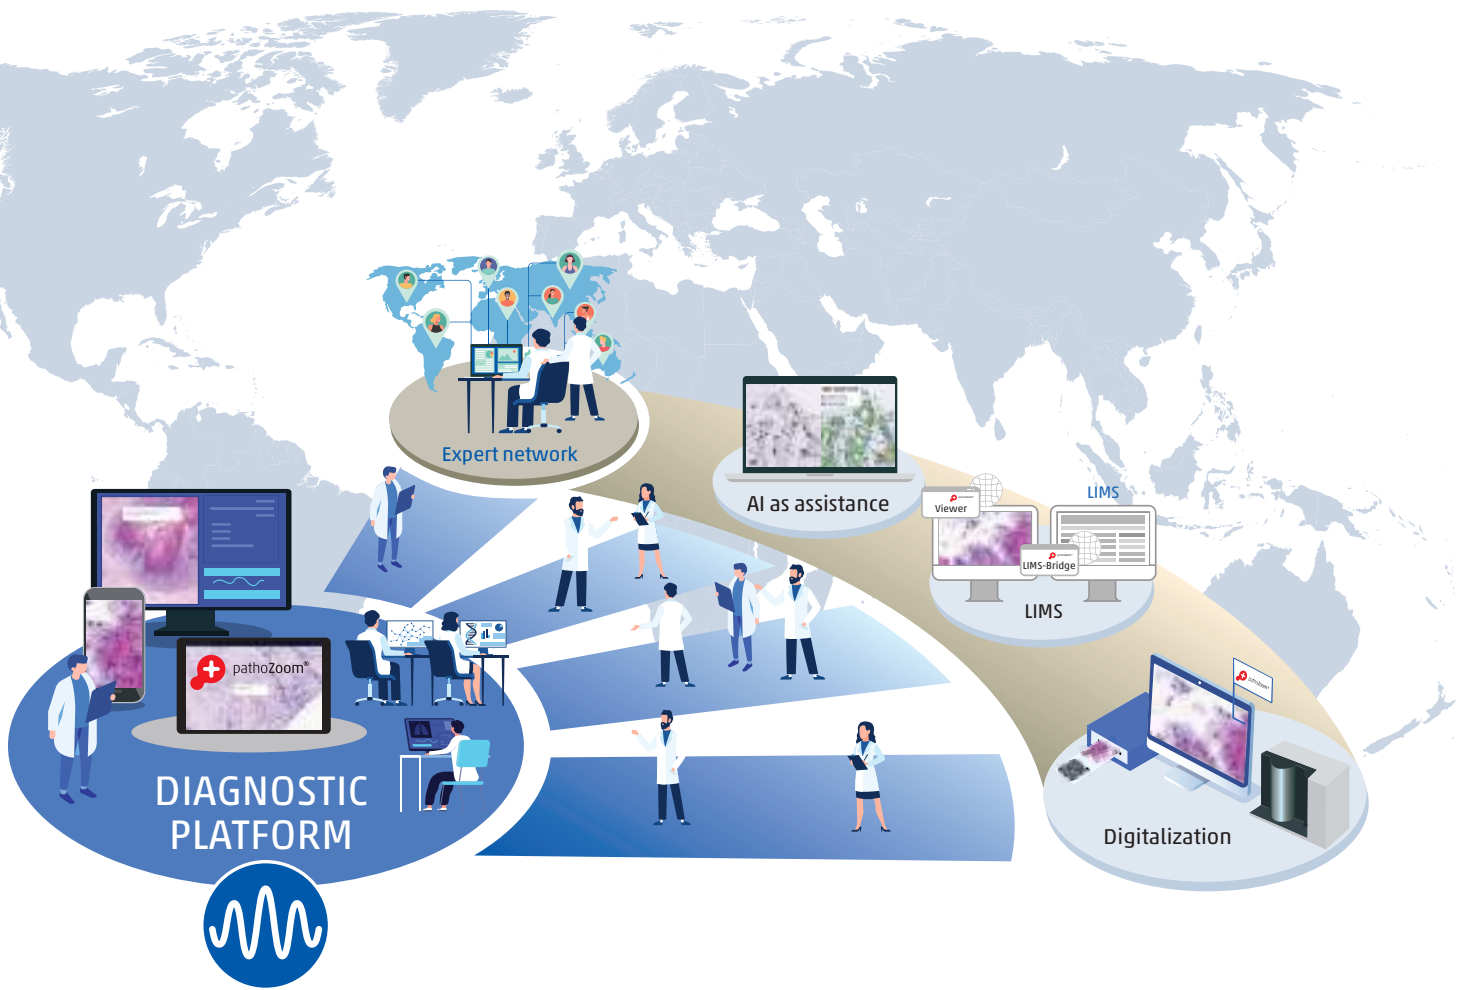 Expert network
AI as assistance
Viewer
LIMS
LIMS-Bridge
LIMS
pathoZoom®
DIAGNOSTIC
PLATFORM
Digitalization